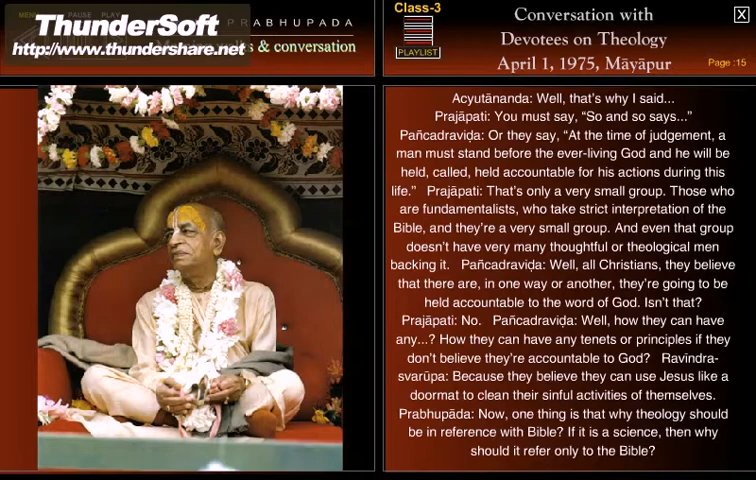 MENU PAUSE PLAY
ThunderSoft
PRABHUPADA
http://www.thundershare.net
& conversation
Class-3
PLAYLIST
Conversation with
Devotees on Theology
April 1, 1975, Māyāpur
X
Page :15
Acyutānanda: Well, that's why I said...
Prajāpati: You must say, “So and so says...”
Pañcadraviḍa: Or they say, “At the time of judgement, a
man must stand before the ever-living God and he will be
held, called, held accountable for his actions during this
life.” Prajāpati: That's only a very small group. Those who
are fundamentalists, who take strict interpretation of the
Bible, and they're a very small group. And even that group
doesn't have very many thoughtful or theological men
backing it. Pañcadraviḍa: Well, all Christians, they believe
that there are, in one way or another, they're going to be
held accountable to the word of God. Isn't that?
Prajāpati: No. Pañcadraviḍa: Well, how they can have
any...? How they can have any tenets or principles if they
don't believe they're accountable to God? Ravīndra-
svarūpa: Because they believe they can use Jesus like a
doormat to clean their sinful activities of themselves.
Prabhupāda: Now, one thing is that why theology should
be in reference with Bible? If it is a science, then why
should it refer only to the Bible?